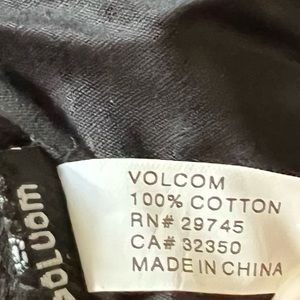 VOLCOM
100% COTTON
RN# 29745
CA# 32350
MADE IN CHINA